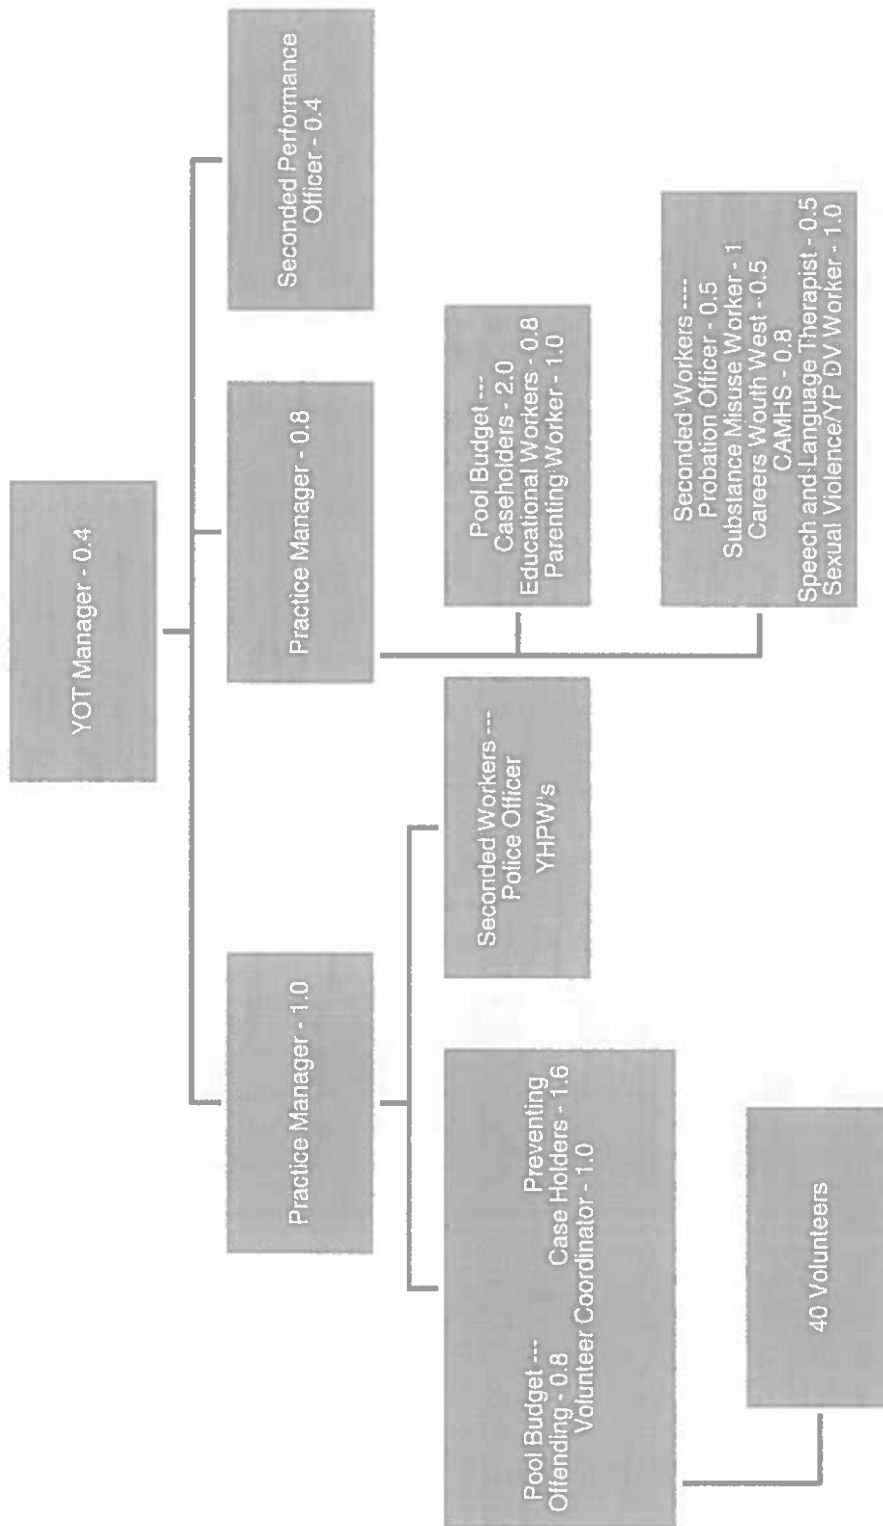 YOT Manager - 0.4
Practice Manager - 1.0
Practice Manager - 0.8
Seconded Performance
Officer - 0.4
Pool Budget --- Preventing
Offending - 0.8 Case Holders - 1.6
Volunteer Coordinator - 1.0
Seconded Workers ---
Police Officer
YHPW's
Pool Budget ---
Caseholders - 2.0
Educational Workers - 0.8
Parenting Worker - 1.0
40 Volunteers
Seconded Workers ----
Probation Officer - 0.5
Substance Misuse Worker - 1
Careers Wouth West - 0.5
CAMHS - 0.8
Speech and Language Therapist - 0.5
Sexual Violence/YP DV Worker - 1.0